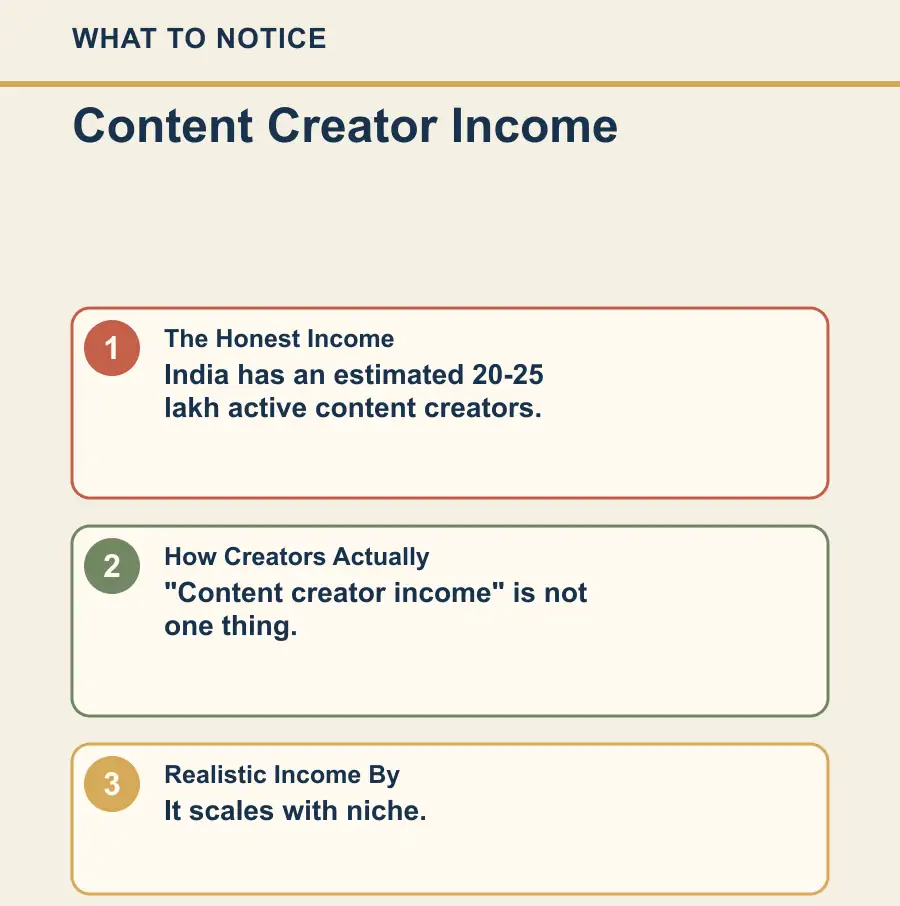 WHAT TO NOTICE
Content Creator Income
1
The Honest Income
India has an estimated 20-25
lakh active content creators.
2
How Creators Actually
"Content creator income" is not
one thing.
3
Realistic Income By
It scales with niche.